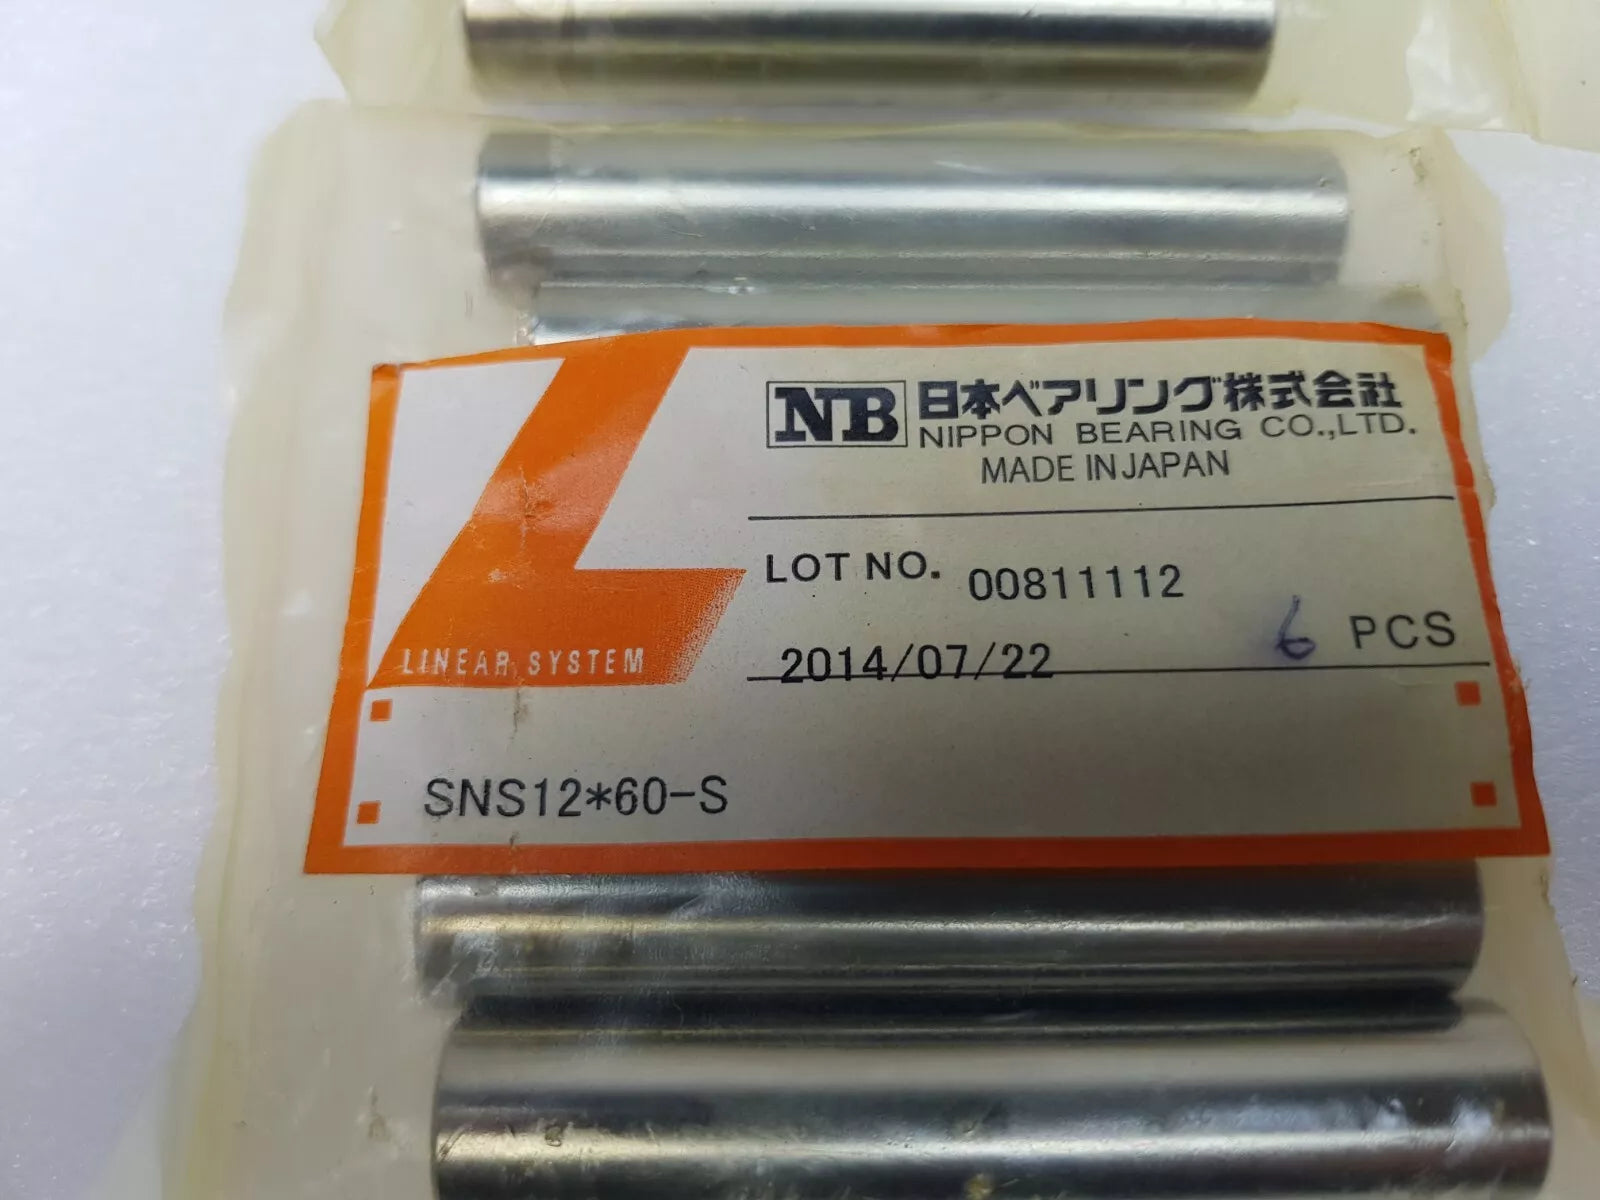 NB 日本ベアリング株式会社
NIPPON BEARING CO.,LTD.
MADE IN JAPAN
LOT NO. 00811112
2014/07/22 6 PCS
LINEAR SYSTEM
SNS12*60-S